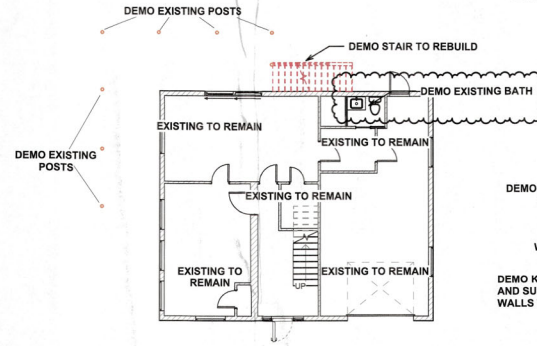 DEMO EXISTING POSTS
DEMO STAIR TO REBUILD
DEMO EXISTING BATH
EXISTING TO REMAIN
EXISTING TO REMAIN
DEMO EXISTING
POSTS
DEMO
EXISTING TO REMAIN
W
EXISTING TO
REMAIN
EXISTING TO REMAIN
UP
DEMO K
AND SU
WALLS